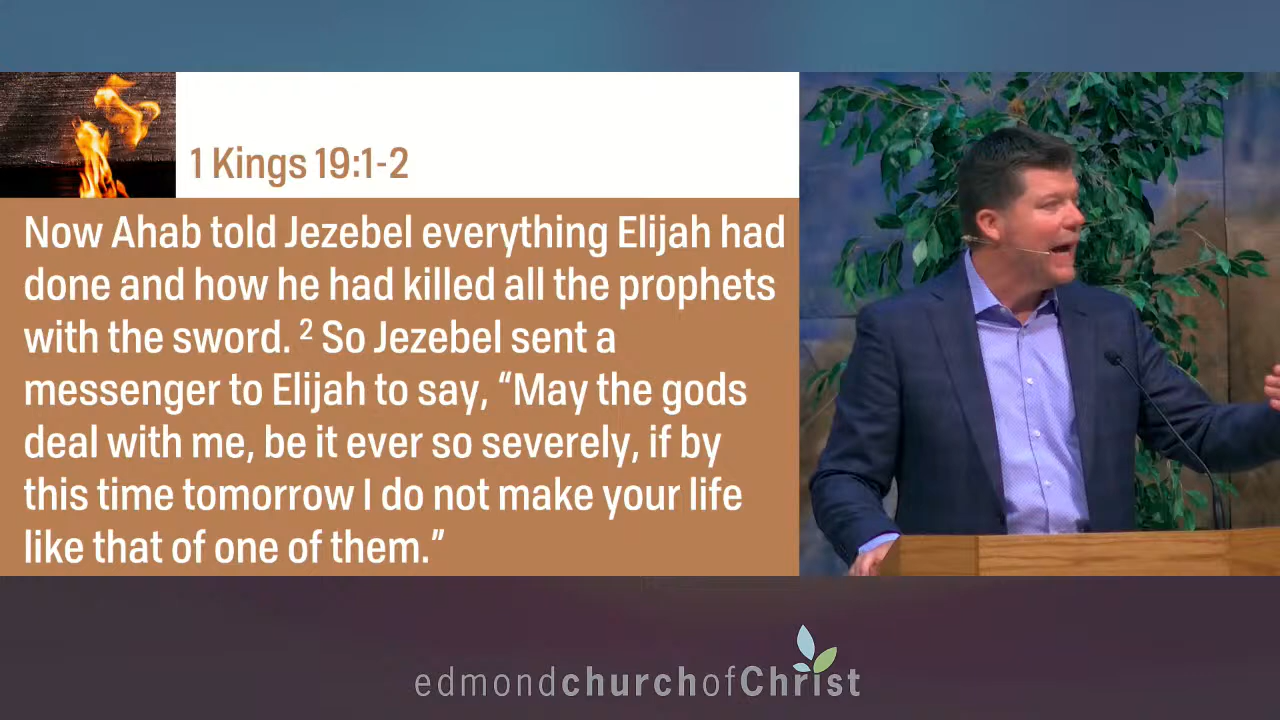 1 Kings 19:1-2
Now Ahab told Jezebel everything Elijah had
done and how he had killed all the prophets
with the sword. ² So Jezebel sent a
messenger to Elijah to say, “May the gods
deal with me, be it ever so severely, if by
this time tomorrow I do not make your life
like that of one of them.”
edmondchurchofChrist